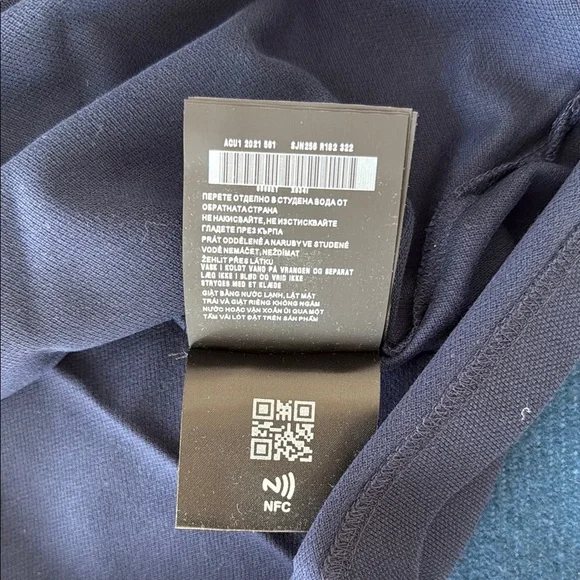 ACU1 2021 561 SJN256 R182 S22
ПЕРЕТЕ ОТДЕЛНО В СТУДЕНА ВОДА ОТ
ОБРАТНАТА СТРАНА
НЕ НАКИСВАЙТЕ, НЕ ИЗСТИСКВАЙТЕ
ГЛАДЕТЕ ПРЕЗ КЪРПА
PRÁT ODDĚLENĚ A NARUBY VE STUDENÉ
VODĚ NEMÁČET, NEŽDÍMAT
ŽEHLIT PŘES LÁTKU
VASK I KOLDT VAND PÅ VRANGEN OG SEPARAT
LÆG IKKE I BLØD OG VRID IKKE
STRYGES MED ET KLÆDE
GIẶT BẰNG NƯỚC LẠNH, LẬT MẶT
TRÁI VÀ GIẶT RIÊNG KHÔNG NGÂM
NƯỚC HOẶC VẶN XOẮN ỦI QUA MỘT
TẤM VẢI LÓT ĐẶT TRÊN SẢN PHẨM
NFC